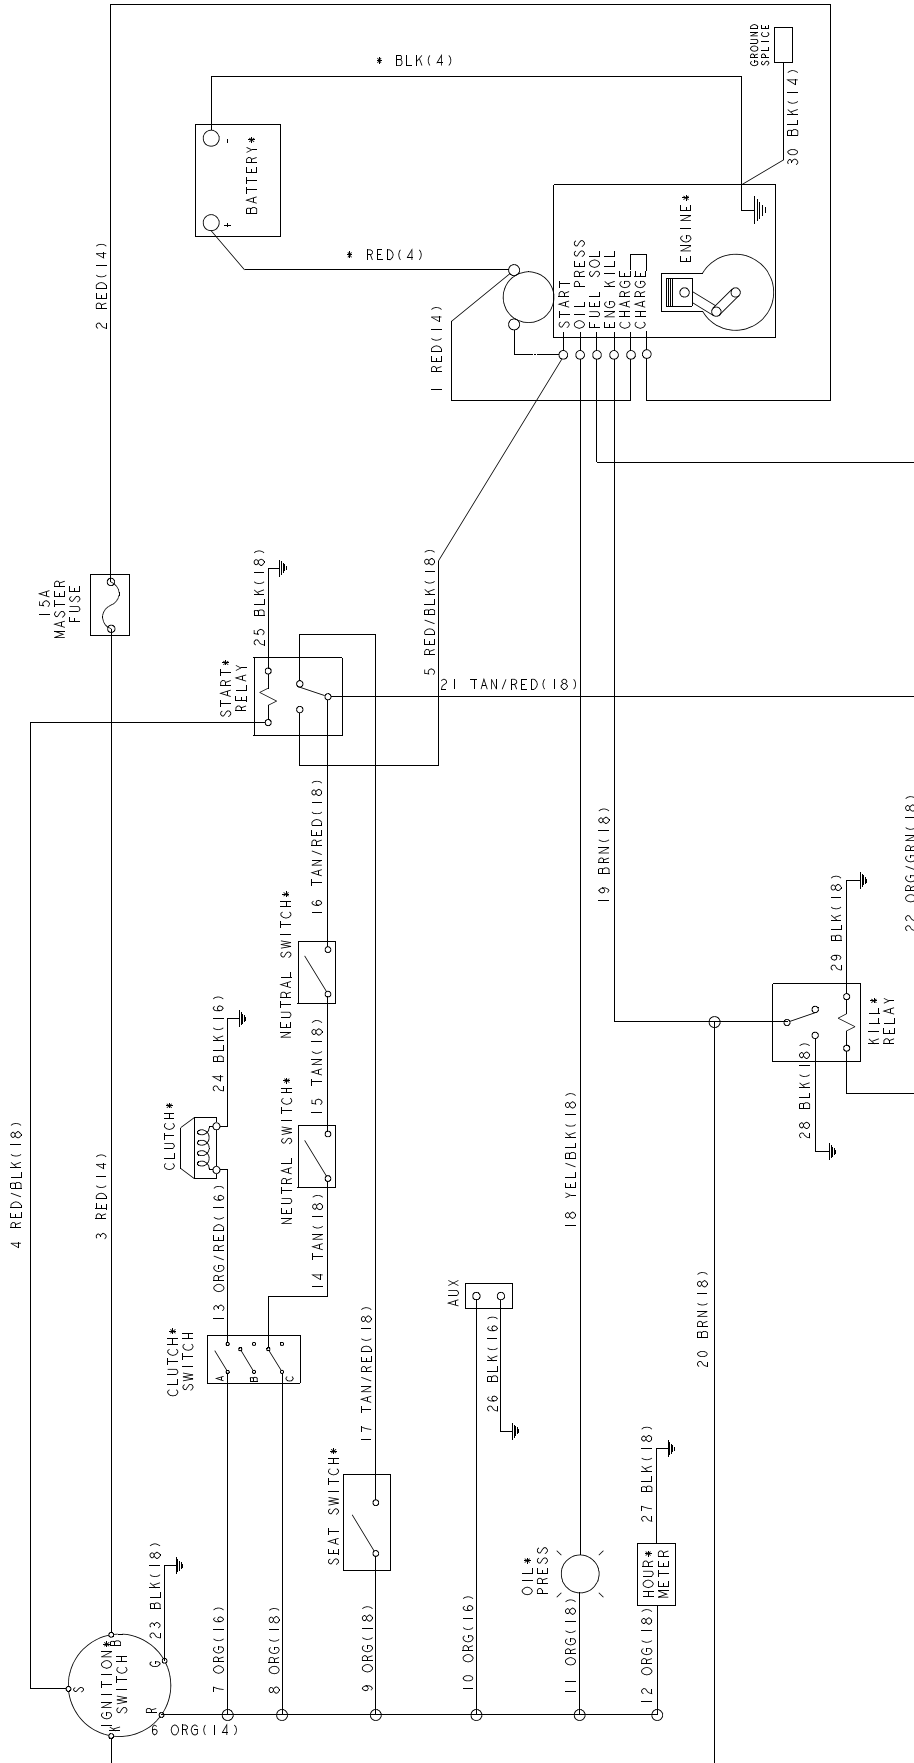 * BLK(4)
GROUND
SPLICE
30 BLK(14)
BATTERY*
-
+
* RED(4)
ENGINE*
START
OIL PRESS
FUEL SOL
ENG KILL
CHARGE
CHARGE
2 RED(14)
1 RED(14)
15A
MASTER
FUSE
25 BLK(18)
START*
RELAY
5 RED/BLK(18)
21 TAN/RED(18)
16 TAN/RED(18)
19 BRN(18)
22 ORG/GRN(18)
29 BLK(18)
KILL*
RELAY
28 BLK(18)
NEUTRAL SWITCH*
24 BLK(16)
15 TAN(18)
CLUTCH*
NEUTRAL SWITCH*
4 RED/BLK(18)
3 RED(14)
13 ORG/RED(16)
14 TAN(18)
18 YEL/BLK(18)
CLUTCH*
SWITCH
A
B
C
AUX
26 BLK(16)
17 TAN/RED(18)
20 BRN(18)
SEAT SWITCH*
27 BLK(18)
OIL*
PRESS
HOUR*
METER
23 BLK(18)
IGNITION*
SWITCH
B
S
G
R
K
6 ORG(14)
7 ORG(16)
8 ORG(18)
9 ORG(18)
10 ORG(16)
11 ORG(18)
12 ORG(18)